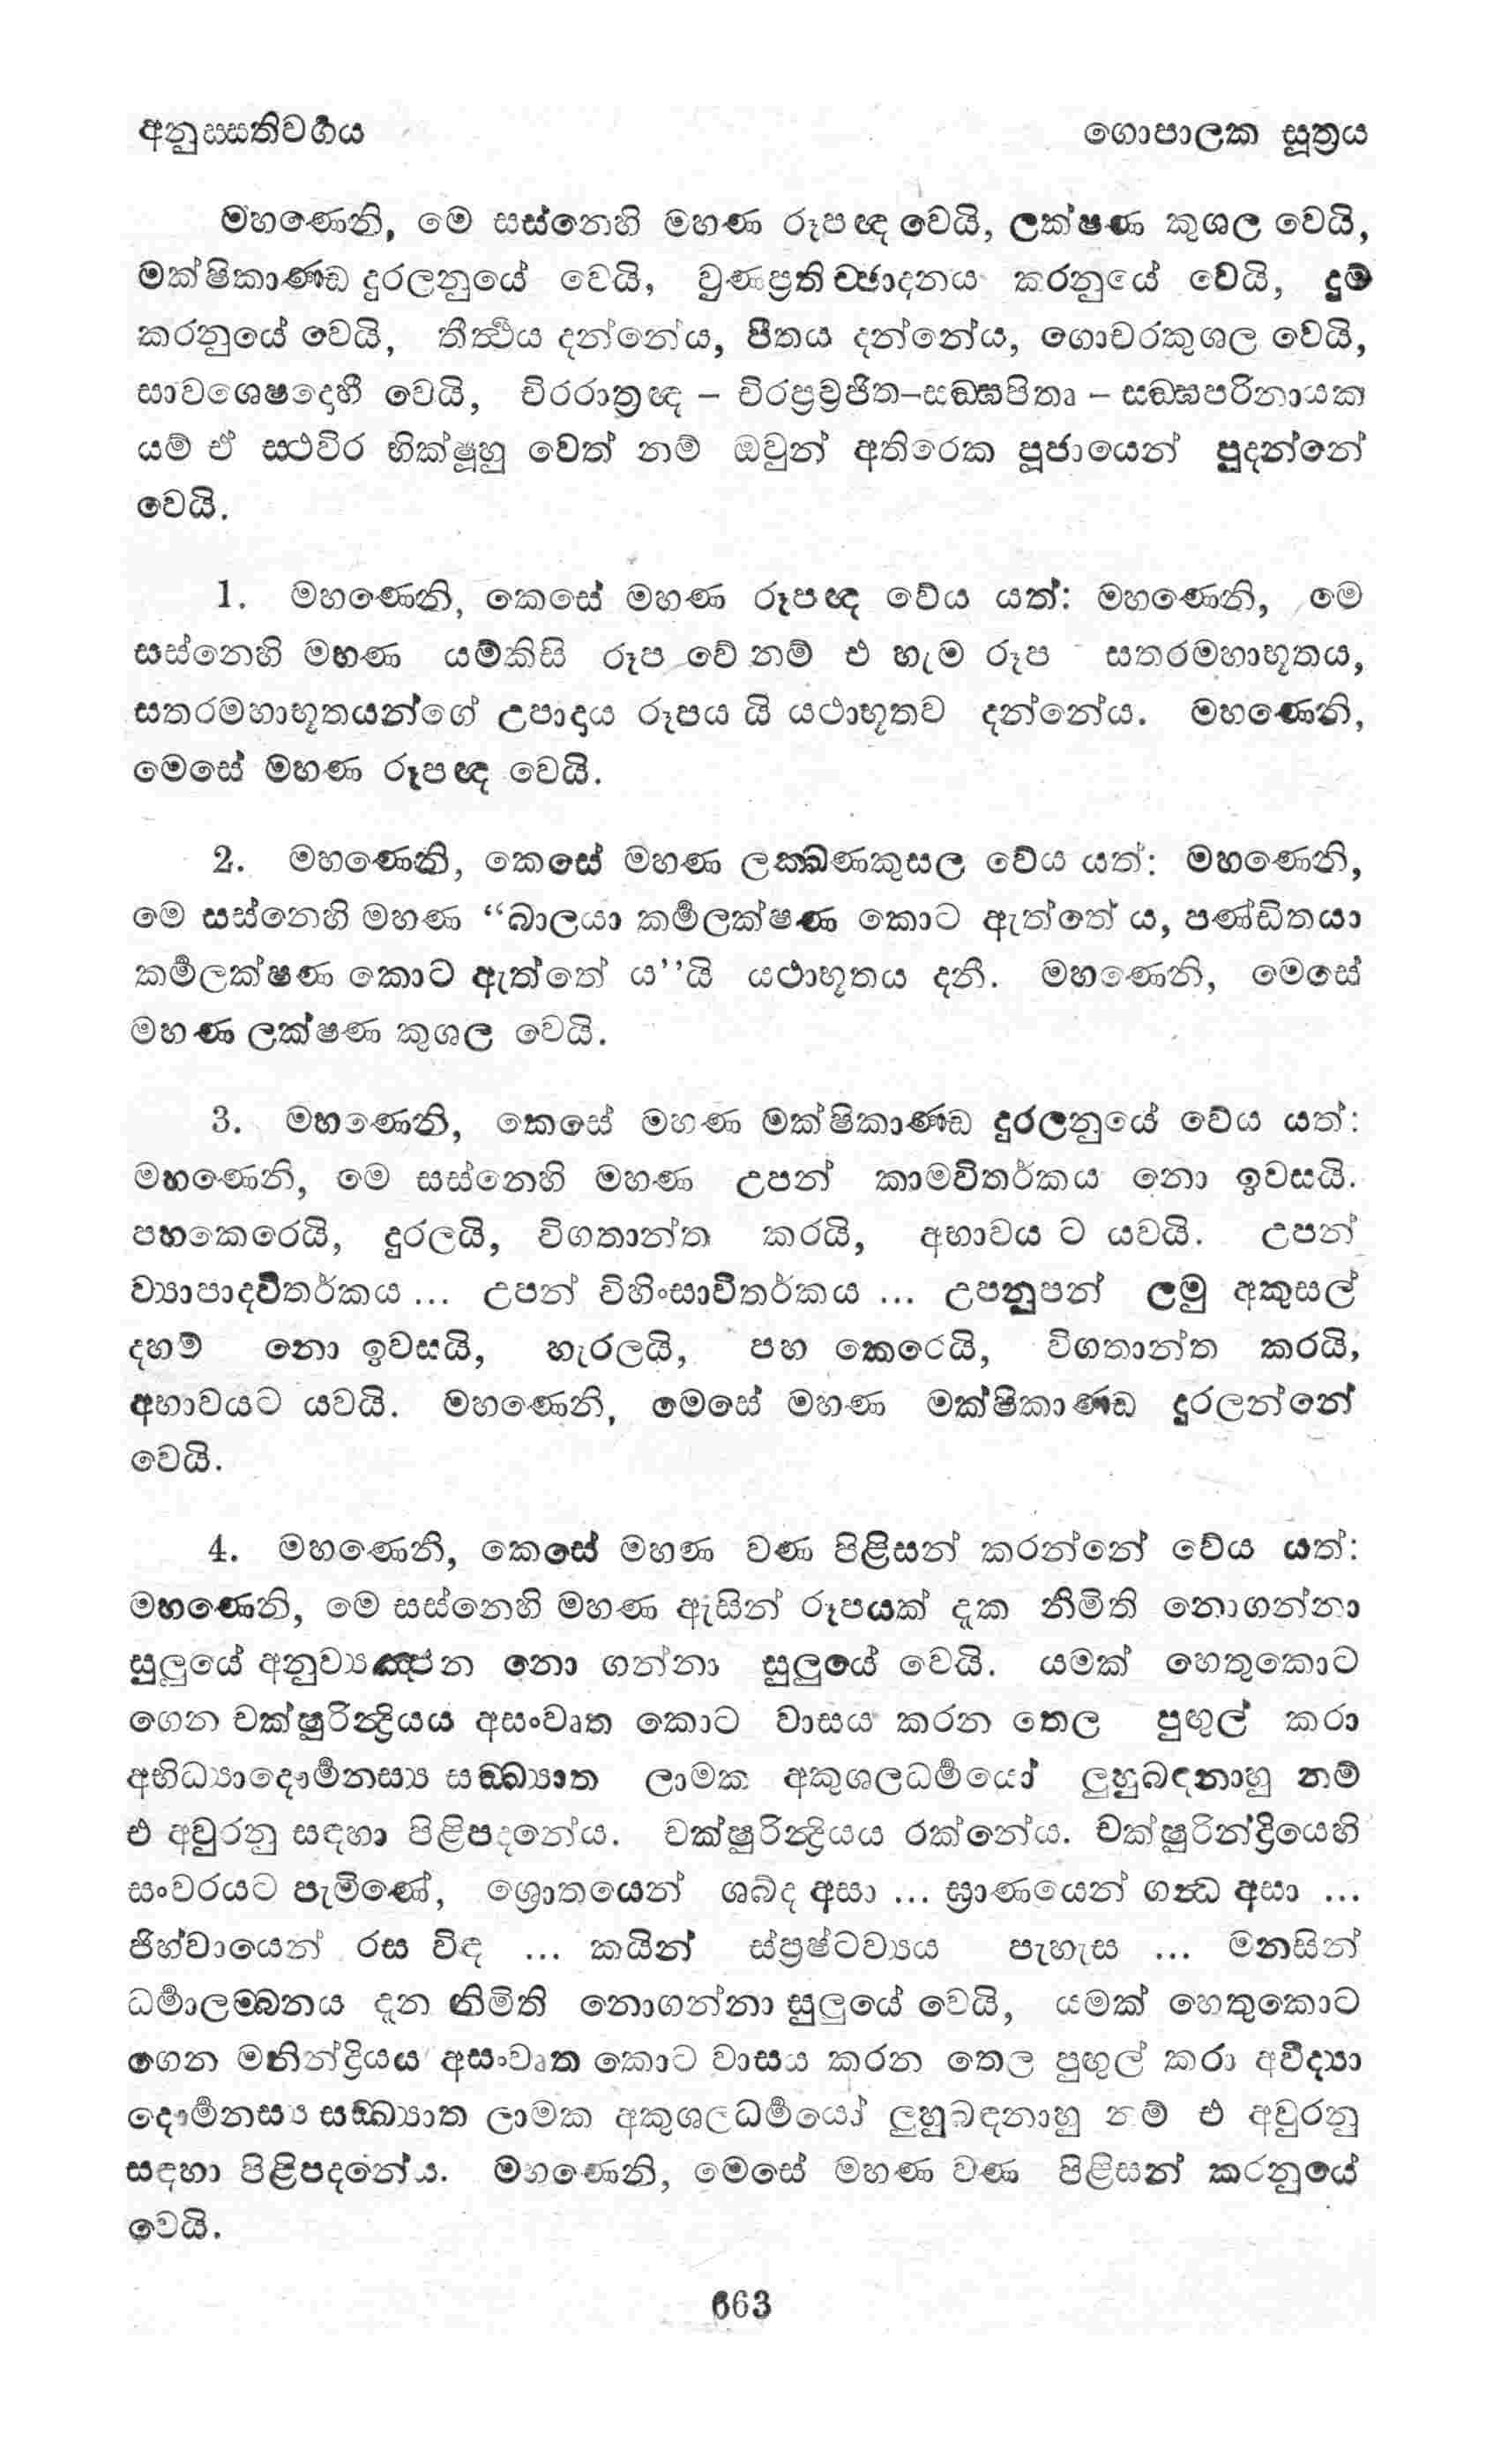 අනුස්සතිවර්ගය ගොපාලක සූත්‍රය
මහණෙනි, මෙ සස්නෙහි මහණ රූපඥ වෙයි, ලක්ෂණ කුශල වෙයි,
මක්ෂිකාණ්ඩ දුරලනුයේ වෙයි, ව්‍රණප්‍රතිච්ඡාදනය කරනුයේ වෙයි, දුම්
කරනුයේ වෙයි, තීර්ථය දන්නේය, පීතය දන්නේය, ගොචරකුශල වෙයි,
සාවශෙෂදොහී වෙයි, චිරරාත්‍රඥ – චිරප්‍රව්‍රජිත–සඞ්ඝපිතෘ – සඞ්ඝපරිනායක
යම් ඒ ස්ථවිර භික්ෂූහු වෙත් නම් ඔවුන් අතිරෙක පූජායෙන් පුදන්නේ
වෙයි.
1. මහණෙනි, කෙසේ මහණ රූපඥ වේය යත්: මහණෙනි, මෙ
සස්නෙහි මහණ යම්කිසි රූප වේ නම් එ හැම රූප සතරමහාභූතය,
සතරමහාභූතයන්ගේ උපාදාය රූපය යි යථාභූතව දන්නේය. මහණෙනි,
මෙසේ මහණ රූපඥ වෙයි.
2. මහණෙනි, කෙසේ මහණ ලක්ඛණකුසල වේය යත්: මහණෙනි,
මෙ සස්නෙහි මහණ “බාලයා කර්මලක්ෂණ කොට ඇත්තේ ය, පණ්ඩිතයා
කර්මලක්ෂණ කොට ඇත්තේ ය’’යි යථාභූතය දනී. මහණෙනි, මෙසේ
මහණ ලක්ෂණ කුශල වෙයි.
3. මහණෙනි, කෙසේ මහණ මක්ෂිකාණ්ඩ දුරලනුයේ වේය යත්:
මහණෙනි, මෙ සස්නෙහි මහණ උපන් කාමවිතර්කය නො ඉවසයි.
පහකෙරෙයි, දුරලයි, විගතාන්ත කරයි, අභාවය ට යවයි. උපන්
ව්‍යාපාදවිතර්කය ... උපන් විහිංසාවිතර්කය ... උපනුපන් ලමු අකුසල්
දහම් නො ඉවසයි, හැරලයි, පහ කෙරෙයි, විගතාන්ත කරයි,
අභාවයට යවයි. මහණෙනි, මෙසේ මහණ මක්ෂිකාණ්ඩ දුරලන්නේ
වෙයි.
4. මහණෙනි, කෙසේ මහණ වණ පිළිසන් කරන්නේ වේය යත්:
මහණෙනි, මෙ සස්නෙහි මහණ ඇසින් රූපයක් දැක නිමිති නොගන්නා
සුලුයේ අනුව්‍යඤ්ජන නො ගන්නා සුලුයේ වෙයි. යමක් හෙතුකොට
ගෙන චක්ෂුරින්ද්‍රියය අසංවෘත කොට වාසය කරන තෙල පුඟුල් කරා
අභිධ්‍යාදෞර්මනස්‍ය සඞ්ඛ්‍යාත ලාමක අකුශලධර්මයෝ ලුහුබඳනාහු නම්
එ අවුරනු සඳහා පිළිපදනේය. චක්ෂුරින්ද්‍රියය රක්නේය. චක්ෂුරින්ද්‍රියෙහි
සංවරයට පැමිණේ, ශ්‍රොතයෙන් ශබ්ද අසා ... ඝ්‍රාණයෙන් ගන්ධ අසා ...
ජිහ්වායෙන් රස විඳ ... කයින් ස්ප්‍රෂ්ටව්‍යය පැහැස ... මනසින්
ධර්මාලම්බනය දැන නිමිති නොගන්නා සුලුයේ වෙයි, යමක් හෙතුකොට
ගෙන මනින්ද්‍රියය අසංවෘත කොට වාසය කරන තෙල පුඟුල් කරා අවිද්‍යා
දෞර්මනස්‍ය සඞ්ඛ්‍යාත ලාමක අකුශලධර්මයෝ ලුහුබඳනාහු නම් එ අවුරනු
සඳහා පිළිපදනේය. මහණෙනි, මෙසේ මහණ වණ පිළිසන් කරනුයේ
වෙයි.
663